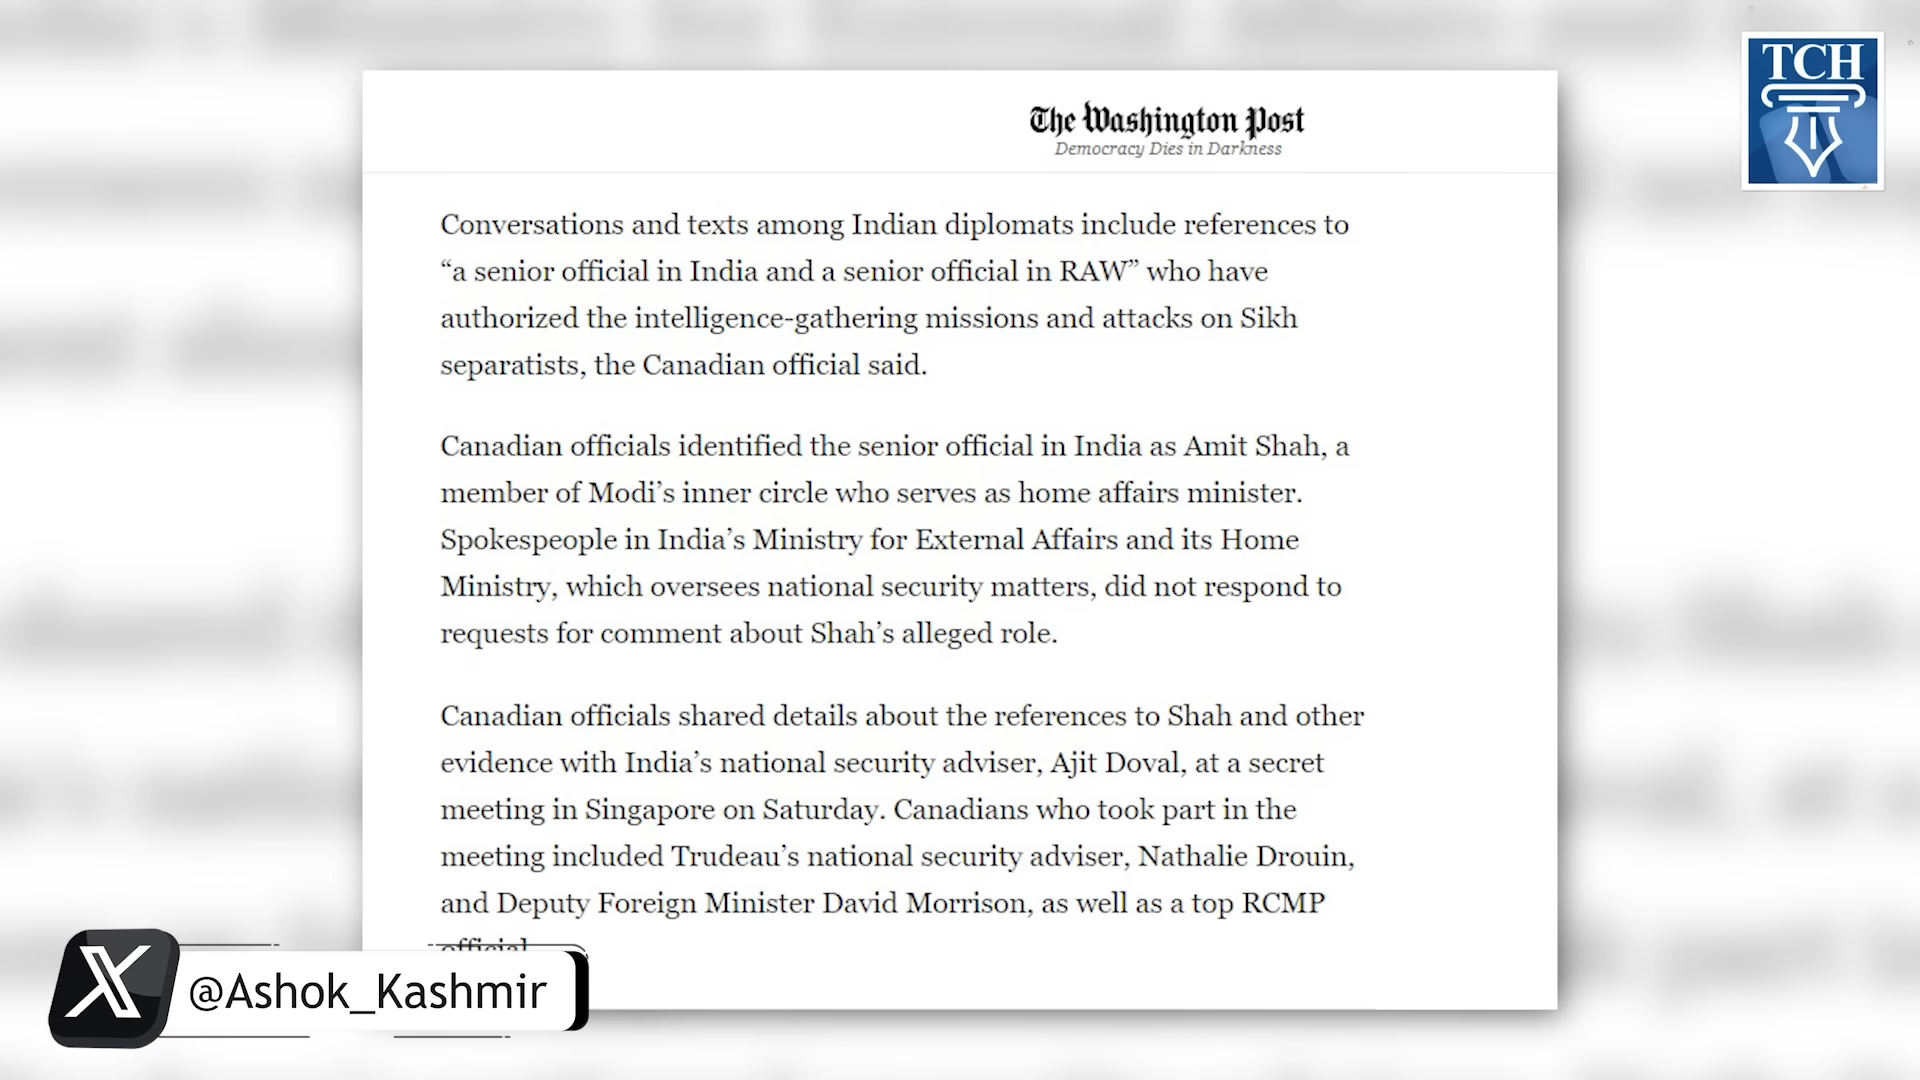 TCH
The Washington Post
Democracy Dies in Darkness
Conversations and texts among Indian diplomats include references to
“a senior official in India and a senior official in RAW” who have
authorized the intelligence-gathering missions and attacks on Sikh
separatists, the Canadian official said.
Canadian officials identified the senior official in India as Amit Shah, a
member of Modi’s inner circle who serves as home affairs minister.
Spokespeople in India’s Ministry for External Affairs and its Home
Ministry, which oversees national security matters, did not respond to
requests for comment about Shah’s alleged role.
Canadian officials shared details about the references to Shah and other
evidence with India’s national security adviser, Ajit Doval, at a secret
meeting in Singapore on Saturday. Canadians who took part in the
meeting included Trudeau’s national security adviser, Nathalie Drouin,
and Deputy Foreign Minister David Morrison, as well as a top RCMP
official
@Ashok_Kashmir